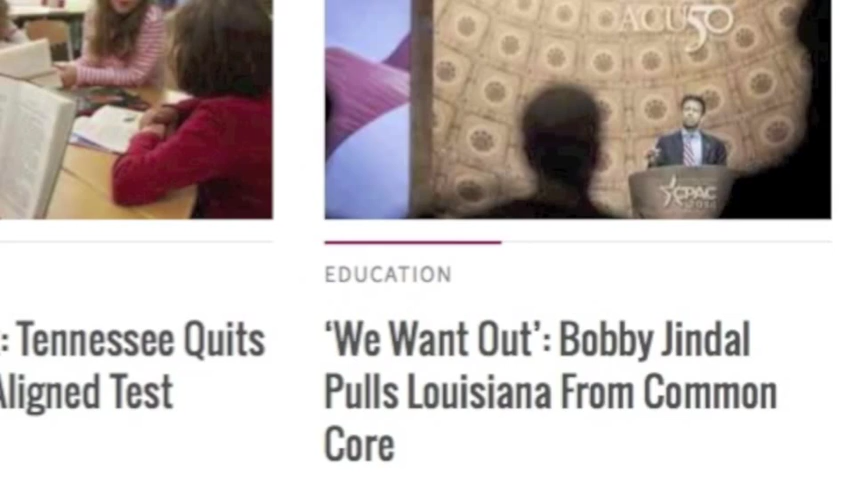 ACU50
CPAC
EDUCATION
: Tennessee Quits
Aligned Test
‘We Want Out’: Bobby Jindal
Pulls Louisiana From Common
Core